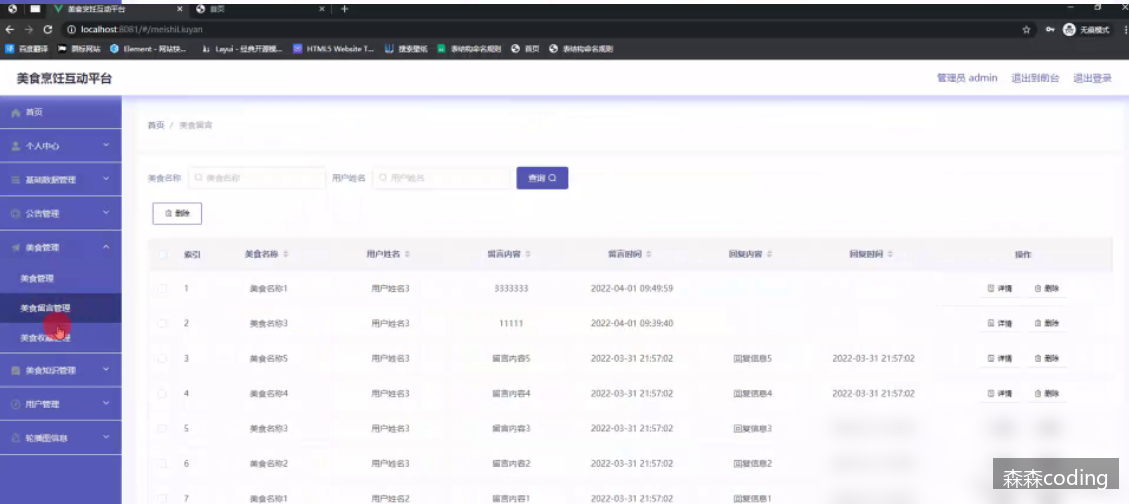 美食烹饪互动平台 首页
localhost:8081/#/meishiLiuyan 无痕模式
百度翻译 Element - 网站快... Layui - 经典开源模... HTML5 Website T... 搜索壁纸 表结构命名规则 首页 表结构命名规则
美食烹饪互动平台 管理员 admin 退出到前台 退出登录
首页
首页 / 美食留言
个人中心
美食名称 美食名称 用户姓名 用户姓名 查询
基础数据管理
公告管理
删除
美食管理
索引 美食名称 用户姓名 留言内容 留言时间 回复内容 回复时间 操作
美食管理
1 美食名称1 用户姓名3 3333333 2022-04-01 09:49:59 详情 删除
美食留言管理
2 美食名称3 用户姓名3 11111 2022-04-01 09:39:40 详情 删除
美食收藏管理
3 美食名称5 用户姓名3 留言内容5 2022-03-31 21:57:02 回复信息5 2022-03-31 21:57:02 详情 删除
美食知识管理
4 美食名称4 用户姓名3 留言内容4 2022-03-31 21:57:02 回复信息4 2022-03-31 21:57:02 详情 删除
用户管理
5 美食名称3 用户姓名3 留言内容3 2022-03-31 21:57:02 回复信息3
轮播图信息
6 美食名称2 用户姓名3 留言内容2 2022-03-31 21:57:02 回复信息2
7 美食名称1 用户姓名2 留言内容1 2022-03-31 21:57:02 回复信息1
森森coding